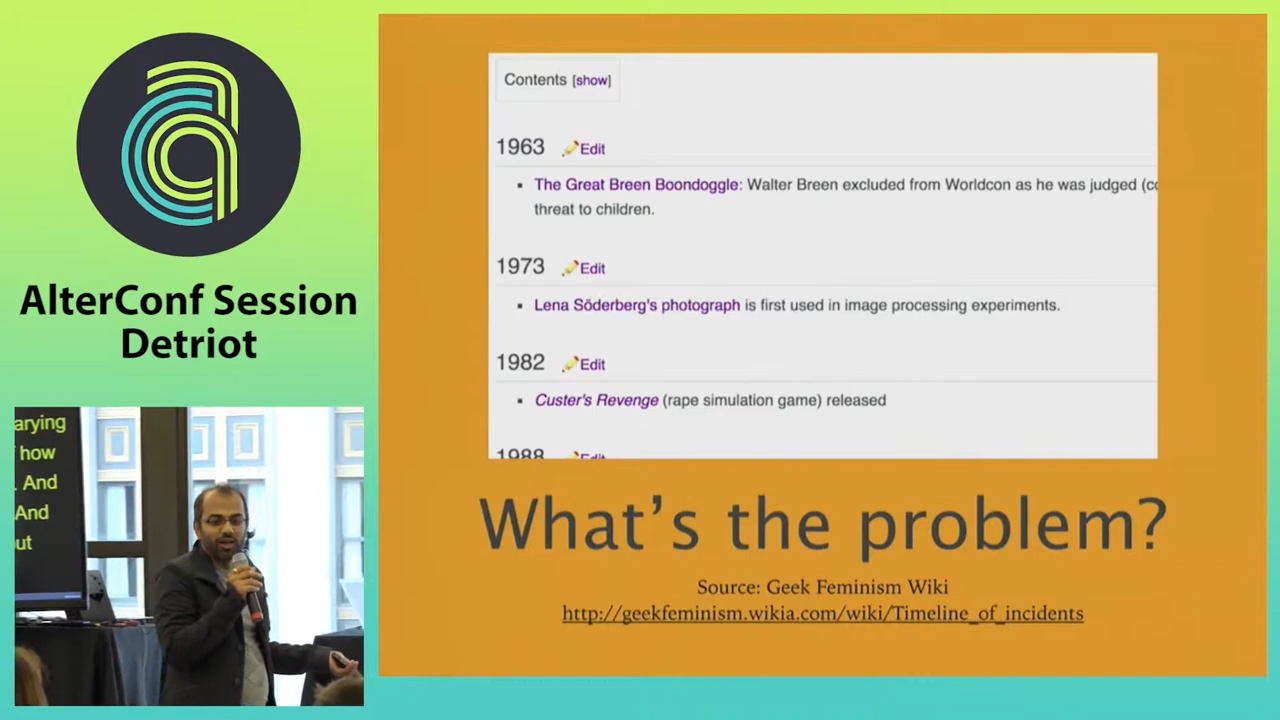 AlterConf Session
Detriot
arying
how
. And
And
ut
Contents [show]
1963 Edit
The Great Breen Boondoggle: Walter Breen excluded from Worldcon as he was judged (co
threat to children.
1973 Edit
Lena Söderberg's photograph is first used in image processing experiments.
1982 Edit
Custer's Revenge (rape simulation game) released
1988 Edit
What's the problem?
Source: Geek Feminism Wiki
http://geekfeminism.wikia.com/wiki/Timeline_of_incidents